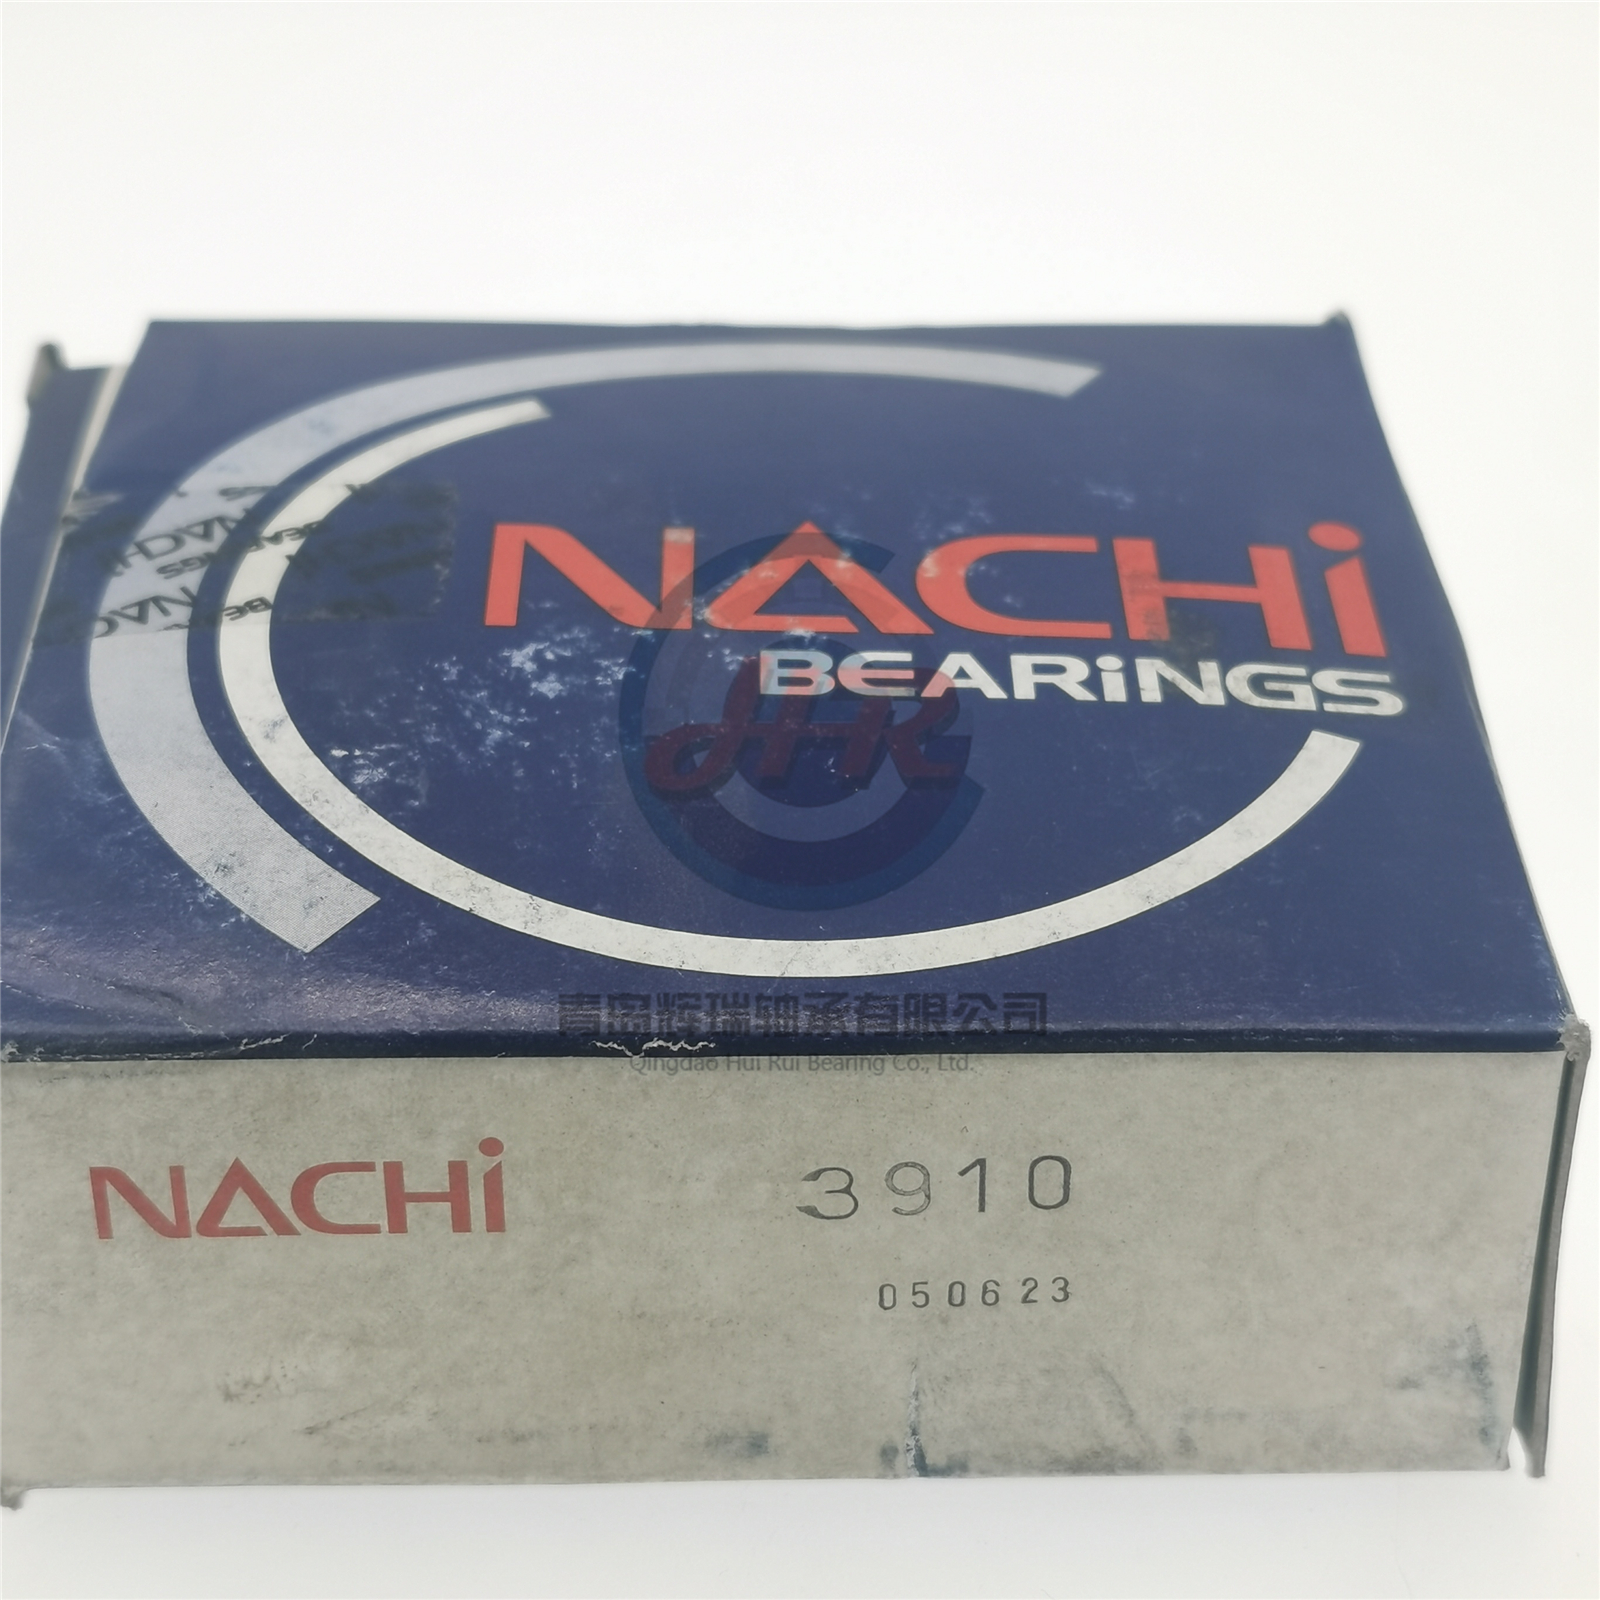 NACHi
BEARiNGS
HR
青岛辉瑞轴承有限公司
Qingdao Hui Rui Bearing Co., Ltd.
NACHi
3910
050623